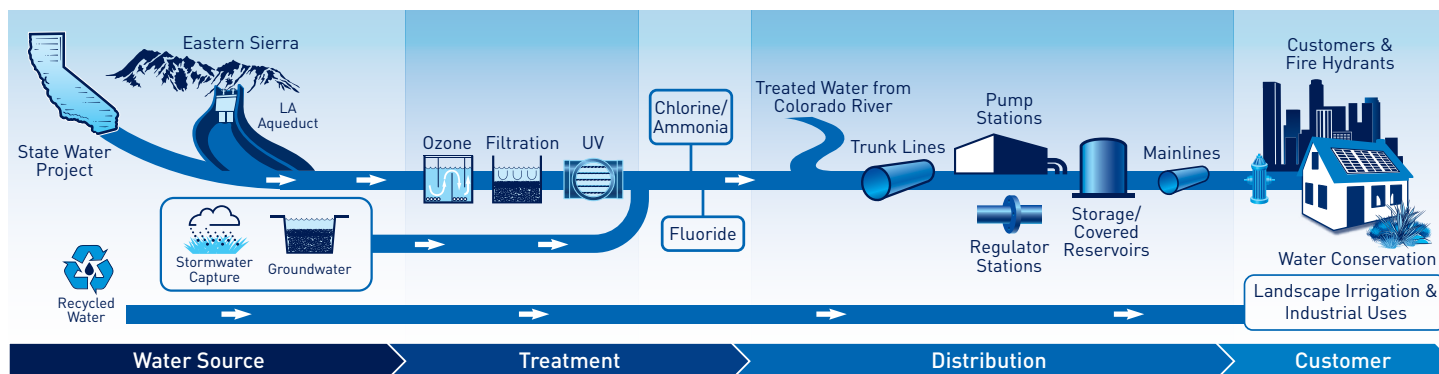 Eastern Sierra
LA
Aqueduct
State Water
Project
Stormwater
Capture
Groundwater
Recycled
Water
Ozone
Filtration
UV
Chlorine/
Ammonia
Fluoride
Treated Water from
Colorado River
Trunk Lines
Pump
Stations
Regulator
Stations
Storage/
Covered
Reservoirs
Mainlines
Customers &
Fire Hydrants
Water Conservation
Landscape Irrigation &
Industrial Uses
Water Source
Treatment
Distribution
Customer